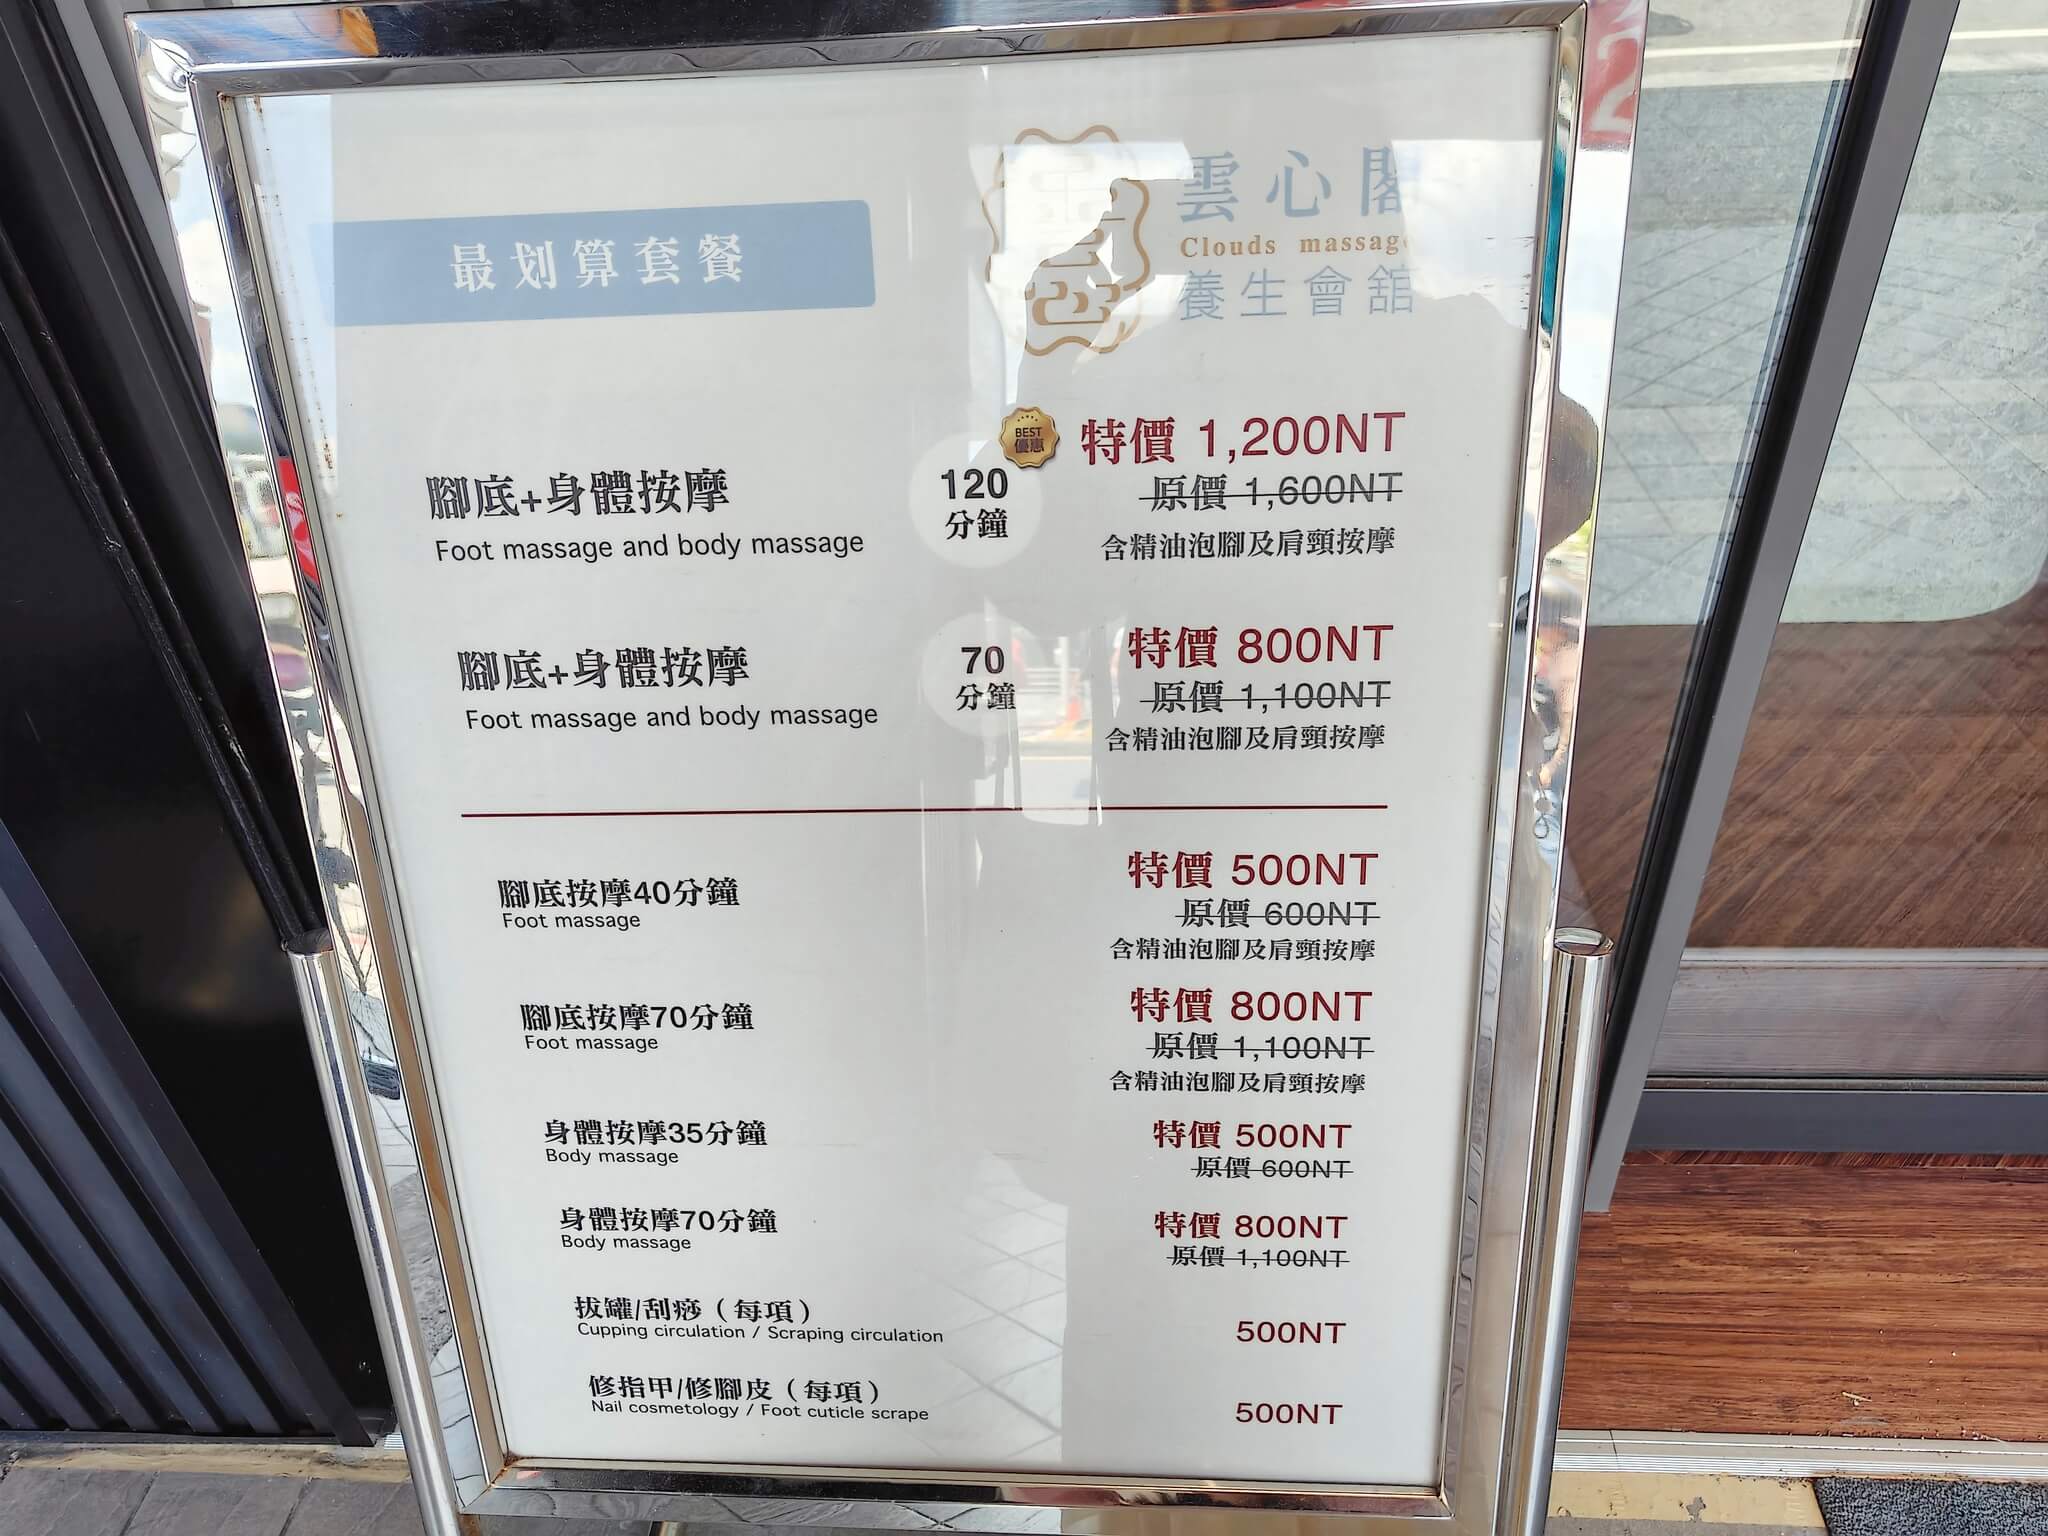 雲心閣
Clouds massage
養生會舘
最划算套餐
BEST
優惠
腳底+身體按摩
Foot massage and body massage
120
分鐘
特價 1,200NT
原價 1,600NT
含精油泡腳及肩頸按摩
腳底+身體按摩
Foot massage and body massage
70
分鐘
特價 800NT
原價 1,100NT
含精油泡腳及肩頸按摩
腳底按摩40分鐘
Foot massage
特價 500NT
原價 600NT
含精油泡腳及肩頸按摩
腳底按摩70分鐘
Foot massage
特價 800NT
原價 1,100NT
含精油泡腳及肩頸按摩
身體按摩35分鐘
Body massage
特價 500NT
原價 600NT
身體按摩70分鐘
Body massage
特價 800NT
原價 1,100NT
拔罐/刮痧（每項）
Cupping circulation / Scraping circulation
500NT
修指甲/修腳皮（每項）
Nail cosmetology / Foot cuticle scrape
500NT